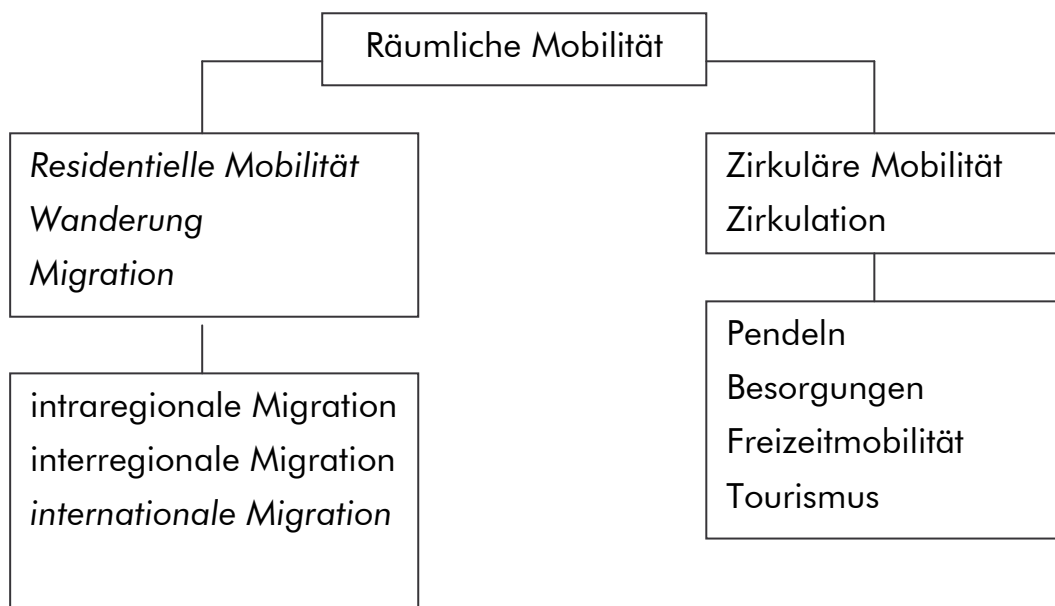 Räumliche Mobilität
Residentielle Mobilität
Wanderung
Migration
Zirkuläre Mobilität
Zirkulation
intraregionale Migration
interregionale Migration
internationale Migration
Pendeln
Besorgungen
Freizeitmobilität
Tourismus